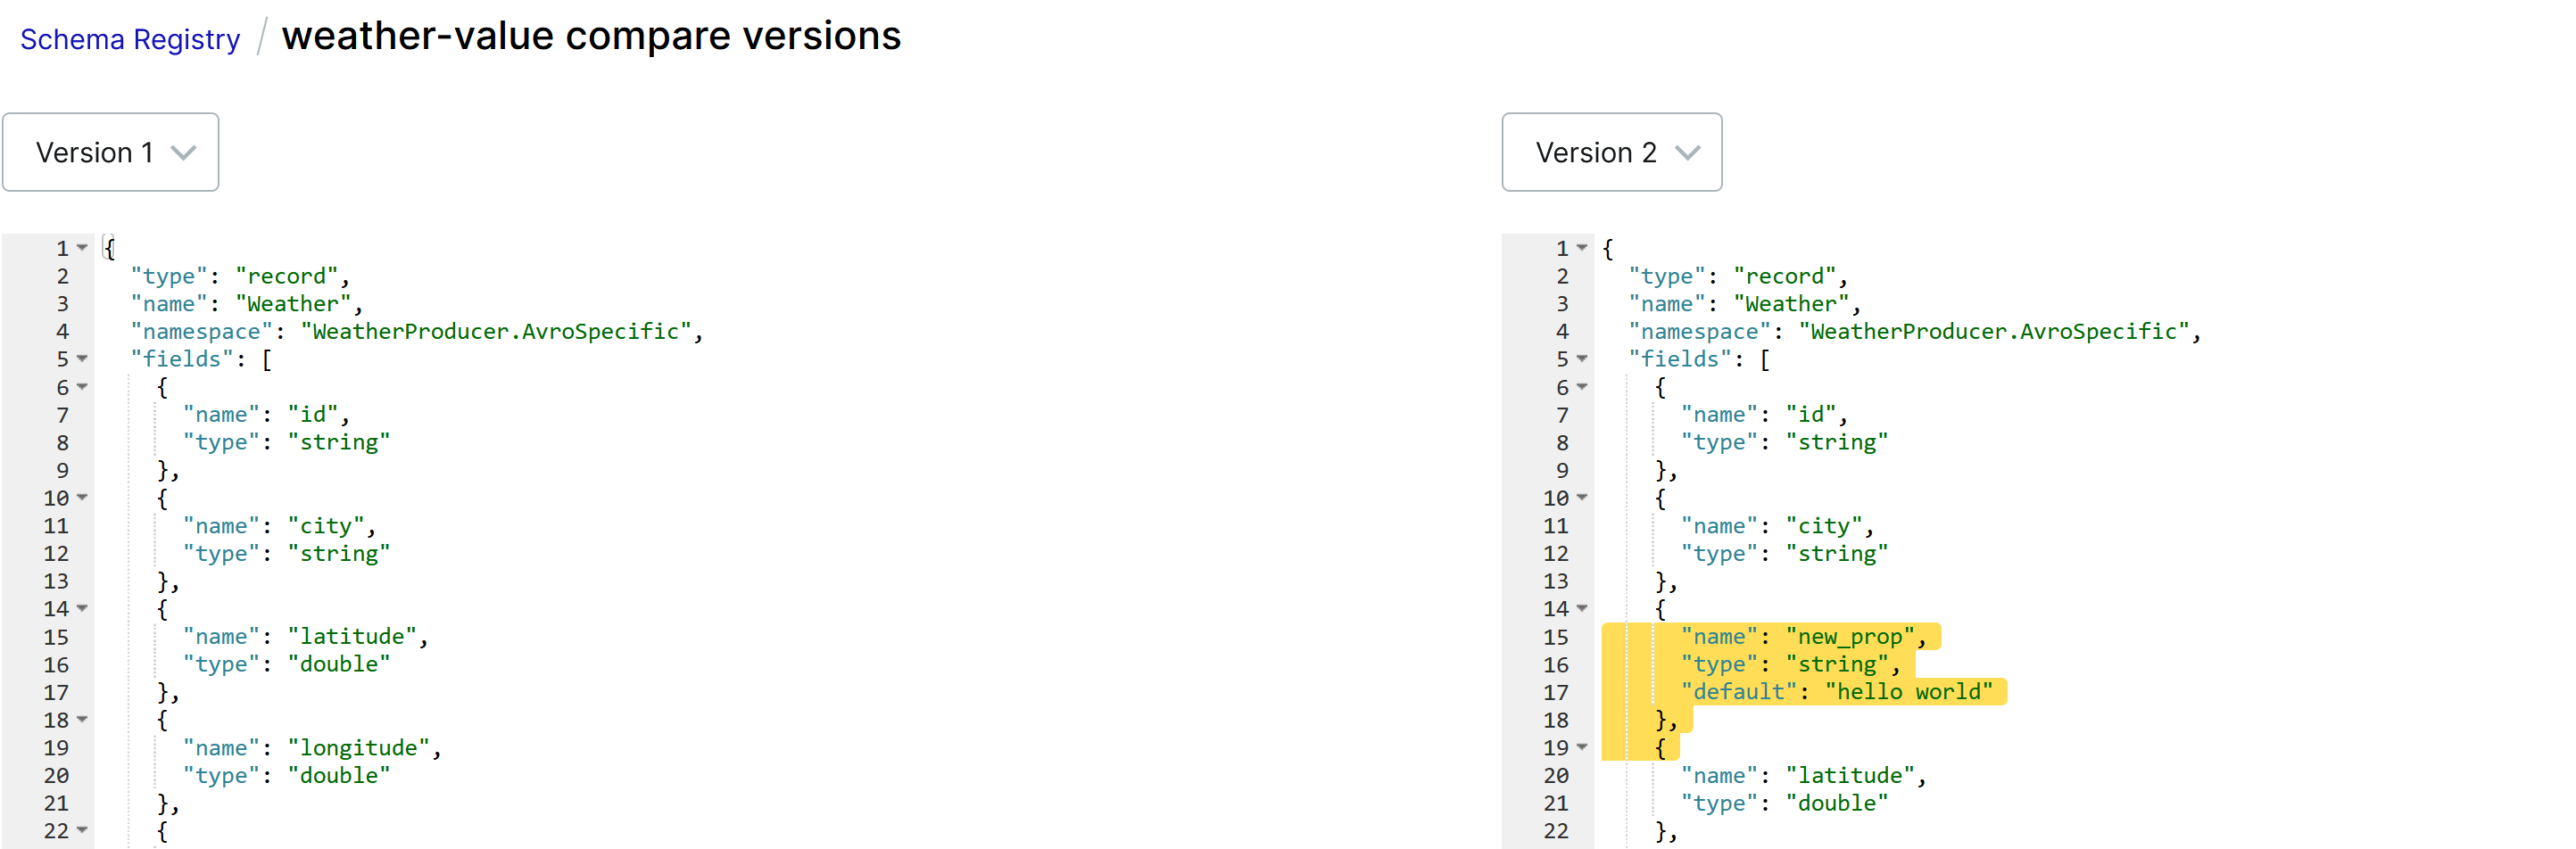 Schema Registry / weather-value compare versions
Version 1
1 {
2 "type": "record",
3 "name": "Weather",
4 "namespace": "WeatherProducer.AvroSpecific",
5 "fields": [
6 {
7 "name": "id",
8 "type": "string"
9 },
10 {
11 "name": "city",
12 "type": "string"
13 },
14 {
15 "name": "latitude",
16 "type": "double"
17 },
18 {
19 "name": "longitude",
20 "type": "double"
21 },
22 {
Version 2
1 {
2 "type": "record",
3 "name": "Weather",
4 "namespace": "WeatherProducer.AvroSpecific",
5 "fields": [
6 {
7 "name": "id",
8 "type": "string"
9 },
10 {
11 "name": "city",
12 "type": "string"
13 },
14 {
15 "name": "new_prop",
16 "type": "string",
17 "default": "hello world"
18 },
19 {
20 "name": "latitude",
21 "type": "double"
22 },